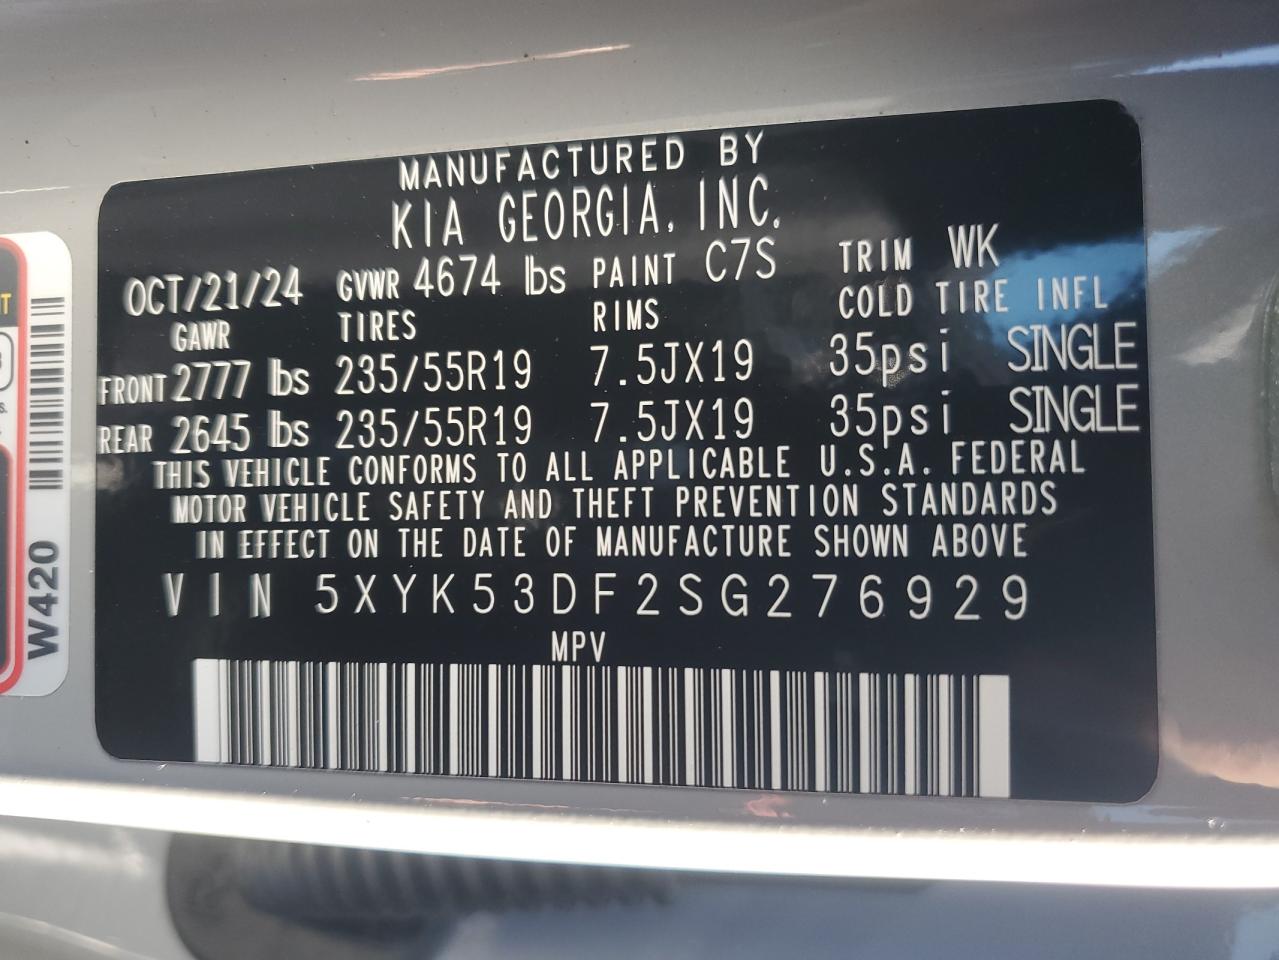 MANUFACTURED BY
KIA GEORGIA, INC.
OCT/21/24 GVWR 4674 lbs PAINT C7S TRIM WK
GAWR TIRES RIMS COLD TIRE INFL
FRONT 2777 lbs 235/55R19 7.5JX19 35psi SINGLE
REAR 2645 lbs 235/55R19 7.5JX19 35psi SINGLE
THIS VEHICLE CONFORMS TO ALL APPLICABLE U.S.A. FEDERAL
MOTOR VEHICLE SAFETY AND THEFT PREVENTION STANDARDS
IN EFFECT ON THE DATE OF MANUFACTURE SHOWN ABOVE
VIN 5XYK53DF2SG276929
MPV
W420